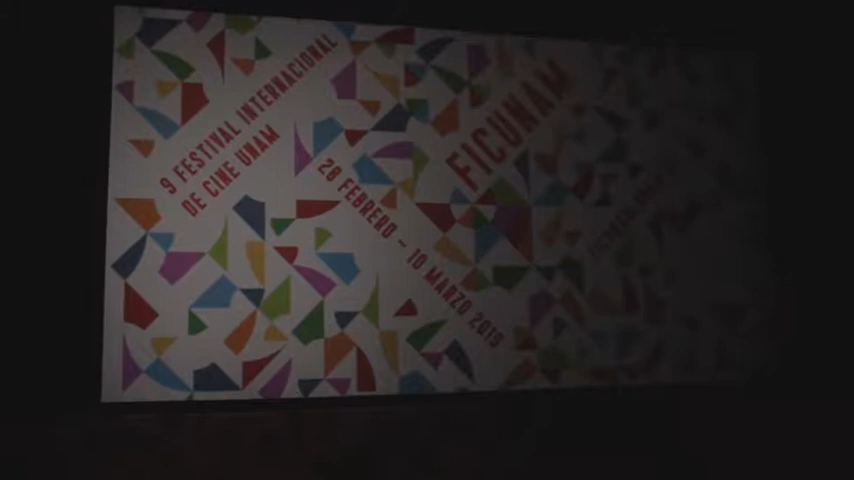 9 FESTIVAL INTERNACIONAL
DE CINE UNAM
28 FEBRERO ~ 10 MARZO 2019
FICUNAM